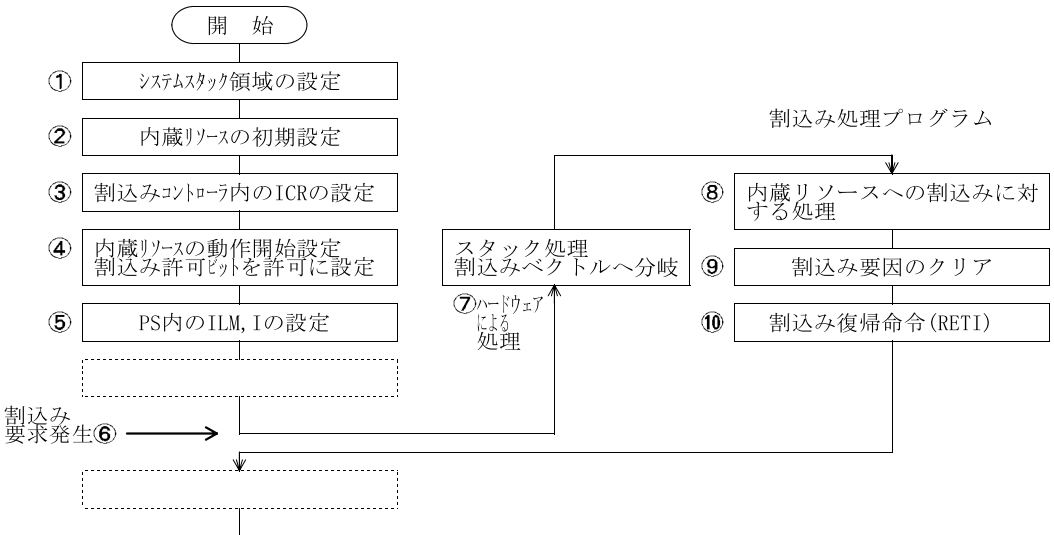 開 始
① ｼｽﾃﾑｽﾀｯｸ領域の設定
② 内蔵ﾘｿｰｽの初期設定
③ 割込みｺﾝﾄﾛｰﾗ内のICRの設定
④ 内蔵ﾘｿｰｽの動作開始設定
割込み許可ﾋﾞｯﾄを許可に設定
⑤ PS内のILM,Iの設定
割込み
要求発生⑥
スタック処理
割込みベクトルへ分岐
⑦ﾊｰﾄﾞｳｪｱ
による
処理
割込み処理プログラム
⑧ 内蔵リソースへの割込みに対
する処理
⑨ 割込み要因のクリア
⑩ 割込み復帰命令(RETI)